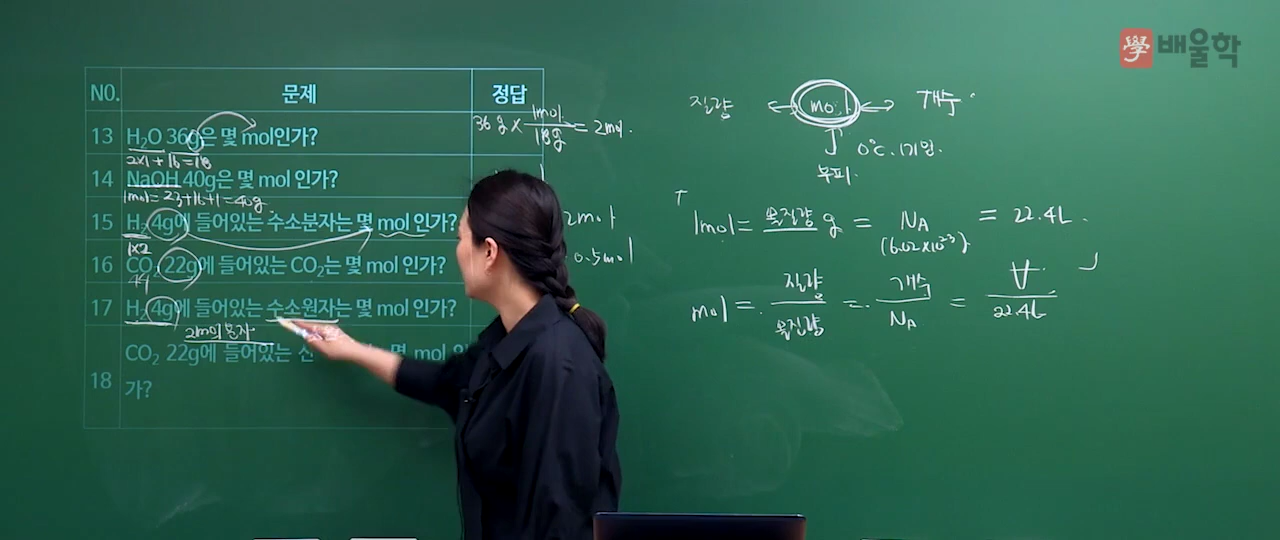 學 배울학
NO. 문제 정답
13 H₂O 36g은 몇 mol인가?
2×1+16=18
36g × 1mol/18g = 2mol.
14 NaOH 40g은 몇 mol 인가?
1mol = 23+16+1 = 40g
15 H₂ 4g에 들어있는 수소분자는 몇 mol 인가?
1×2
2mol
16 CO₂ 22g에 들어있는 CO₂는 몇 mol 인가?
44
0.5mol
17 H₂ 4g에 들어있는 수소원자는 몇 mol 인가?
2mol 분자
18 CO₂ 22g에 들어있는 몇 mol
가?
질량 mol 개수
0℃. 1기압.
부피.
1mol = 몰질량 g = NA = 22.4L.
(6.02×10²³)
mol = 질량/몰질량 = 개수/NA = V/22.4L